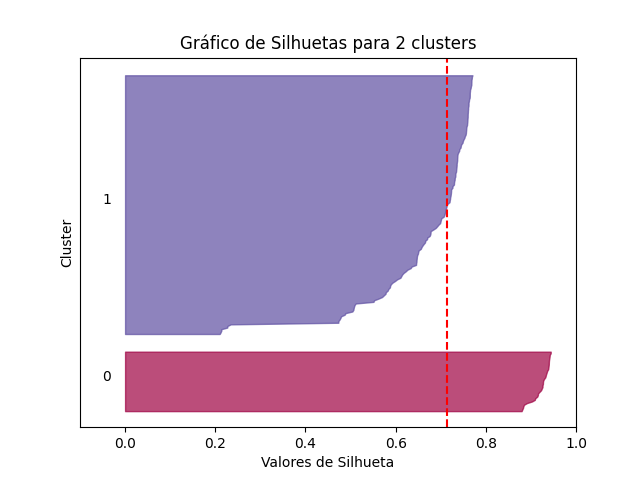 Gráfico de Silhuetas para 2 clusters
1
0
Cluster
0.0 0.2 0.4 0.6 0.8 1.0
Valores de Silhueta